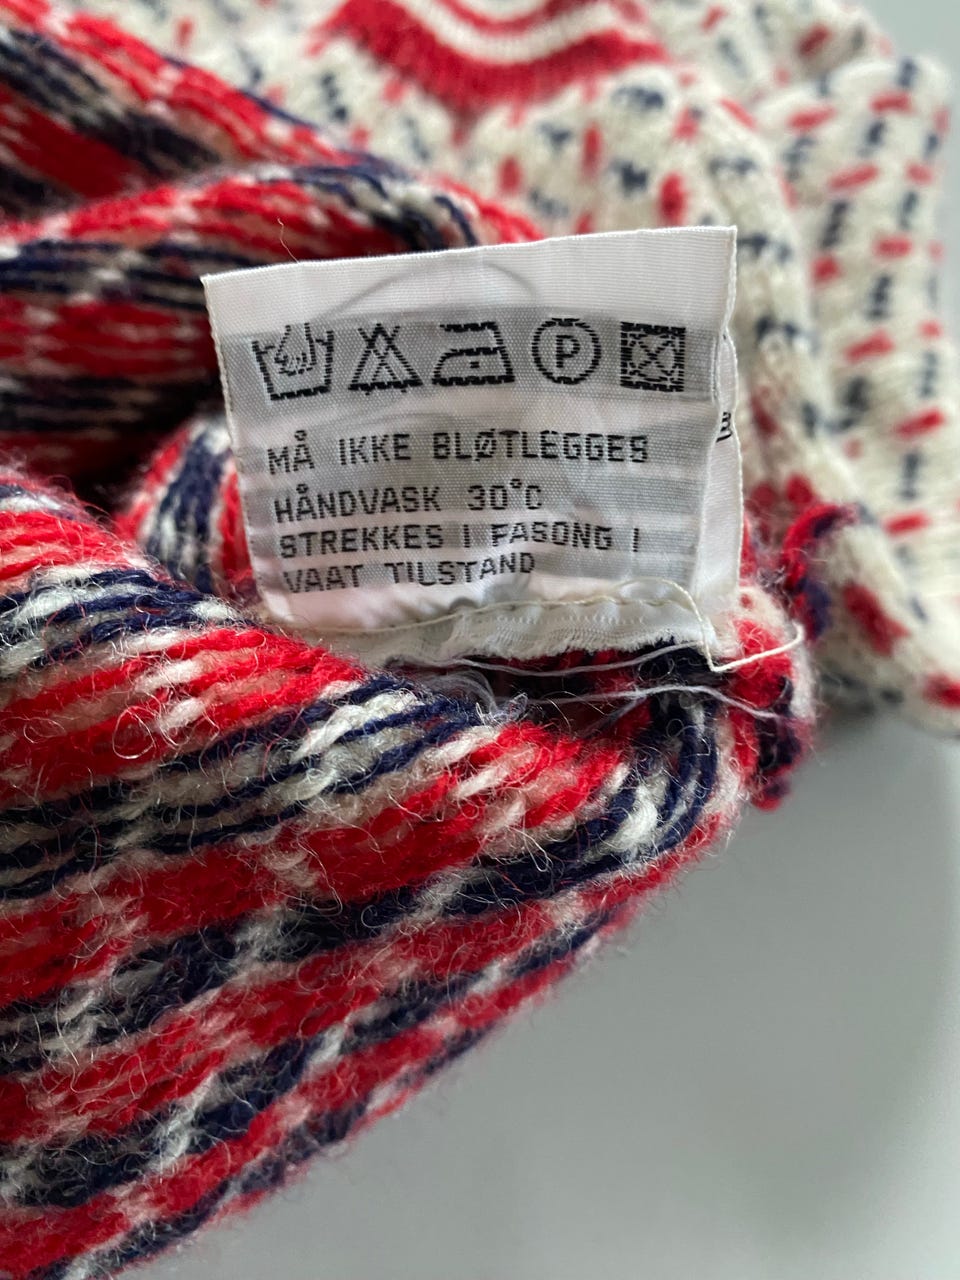 P
MÅ IKKE BLØTLEGGES
HÅNDVASK 30°C
STREKKES I FASONG I
VAAT TILSTAND